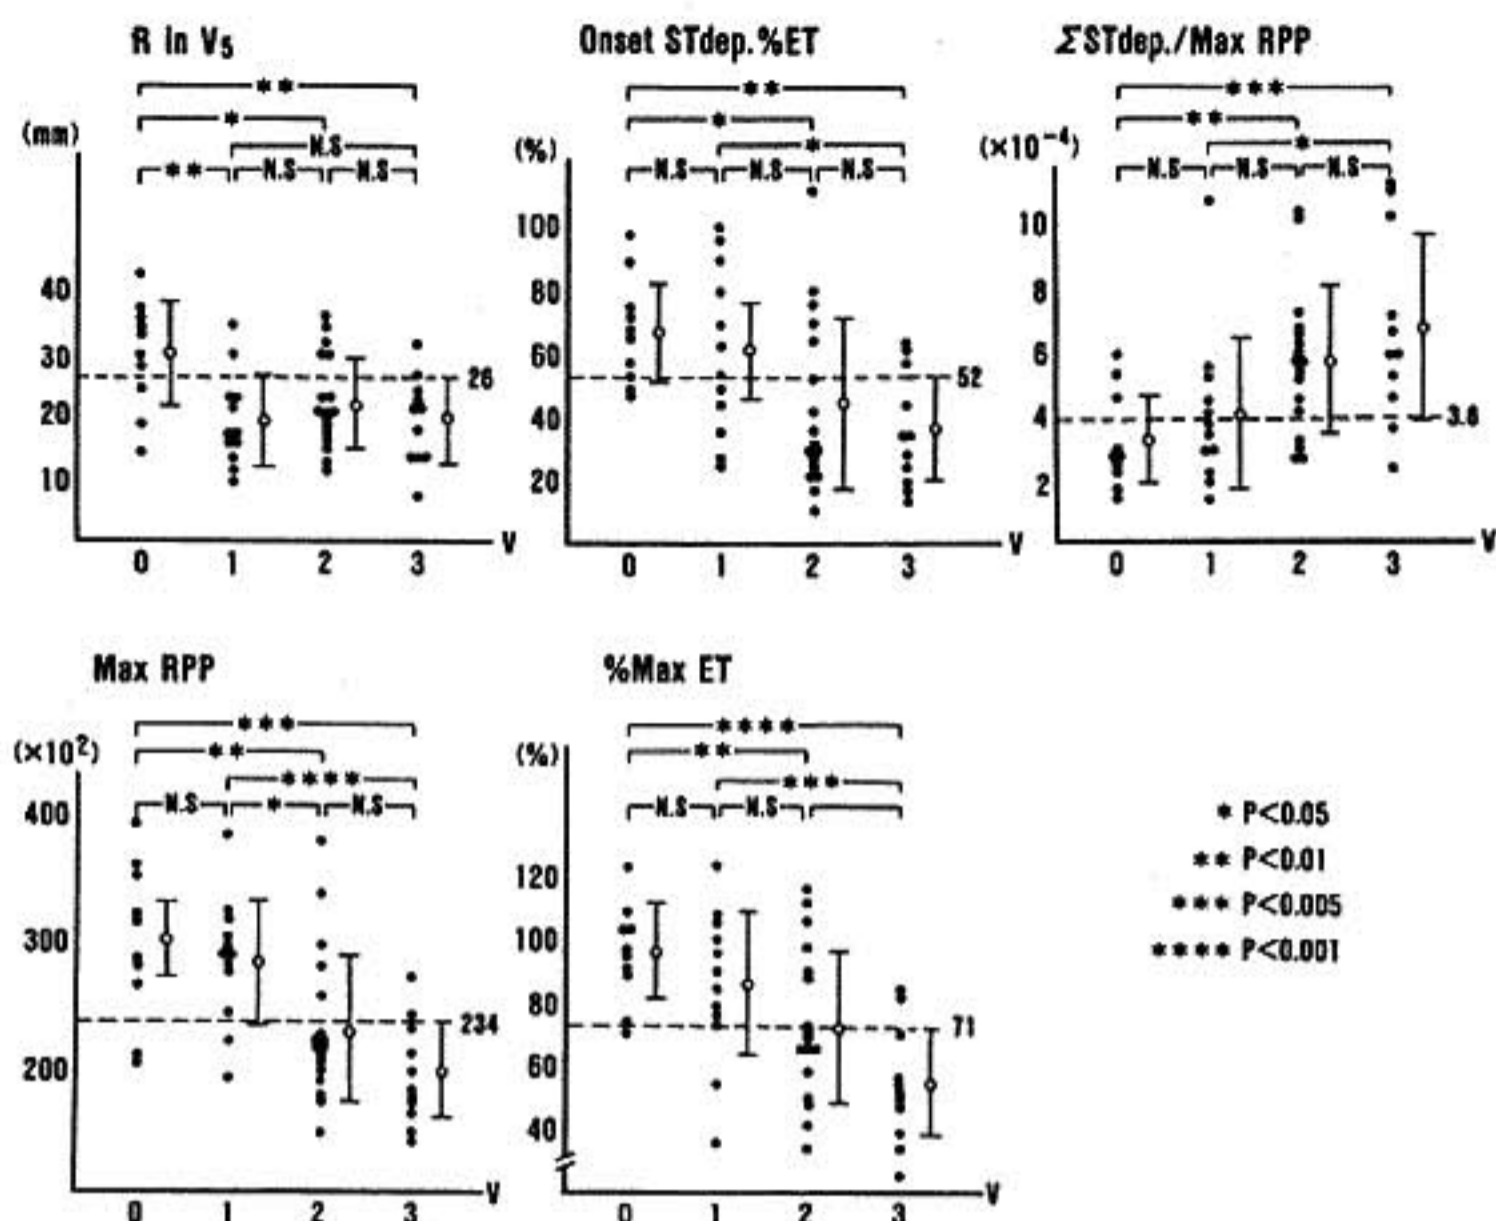 R in V5
(mm)
**
*
N.S
** N.S N.S
40
30
26
20
10
0 1 2 3 V
Onset STdep.%ET
(%)
**
*
*
N.S N.S N.S
100
80
60
52
40
20
0 1 2 3 V
ΣSTdep./Max RPP
(×10⁻⁴)
***
**
*
N.S N.S N.S
10
8
6
4
3.8
2
0 1 2 3 V
Max RPP
(×10²)
***
**
****
N.S * N.S
400
300
234
200
0 1 2 3 V
%Max ET
(%)
****
**
***
N.S N.S
120
100
80
71
60
40
0 1 2 3 V
* P<0.05
** P<0.01
*** P<0.005
**** P<0.001